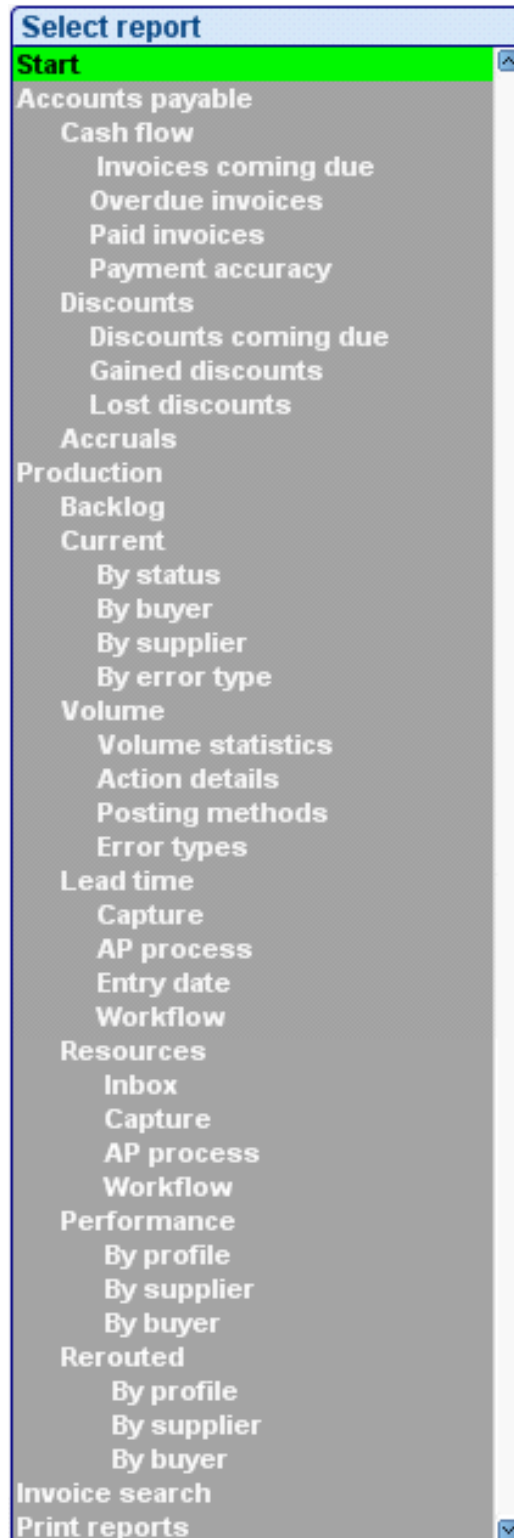 Select report
Start
Accounts payable
Cash flow
Invoices coming due
Overdue invoices
Paid invoices
Payment accuracy
Discounts
Discounts coming due
Gained discounts
Lost discounts
Accruals
Production
Backlog
Current
By status
By buyer
By supplier
By error type
Volume
Volume statistics
Action details
Posting methods
Error types
Lead time
Capture
AP process
Entry date
Workflow
Resources
Inbox
Capture
AP process
Workflow
Performance
By profile
By supplier
By buyer
Rerouted
By profile
By supplier
By buyer
Invoice search
Print reports